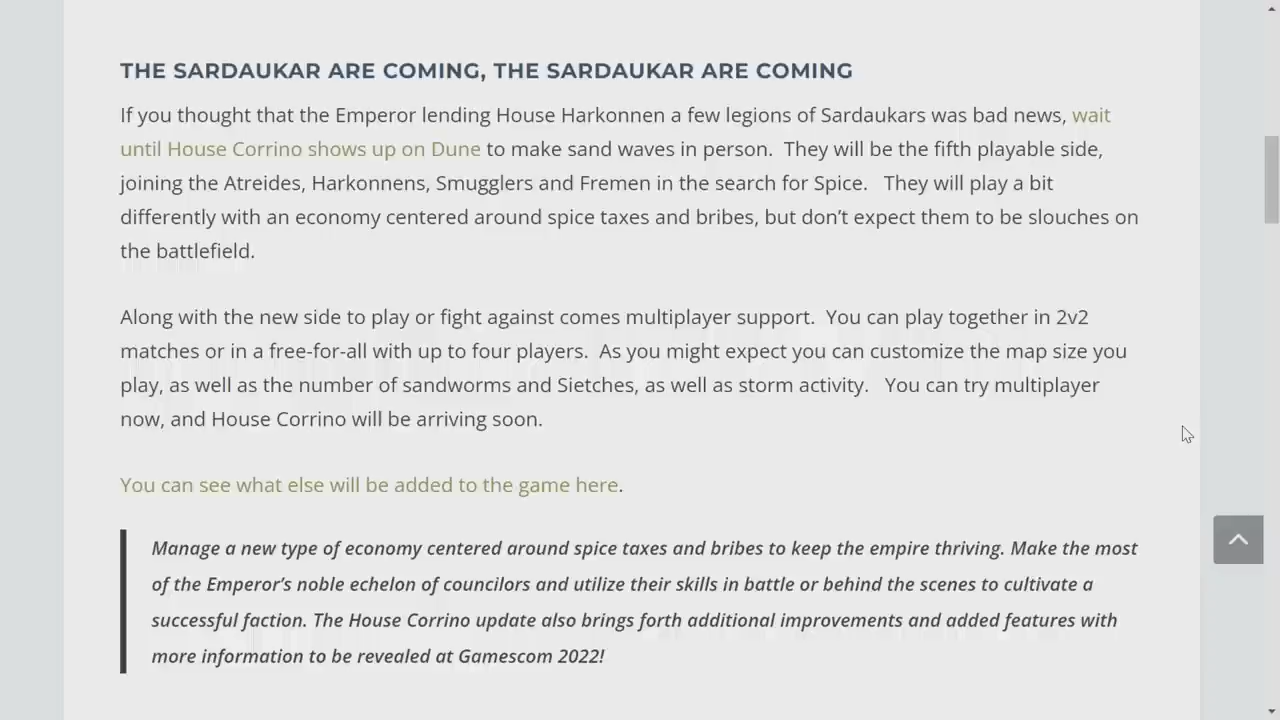 THE SARDAUKAR ARE COMING, THE SARDAUKAR ARE COMING
If you thought that the Emperor lending House Harkonnen a few legions of Sardaukars was bad news, wait
until House Corrino shows up on Dune to make sand waves in person.  They will be the fifth playable side,
joining the Atreides, Harkonnens, Smugglers and Fremen in the search for Spice.   They will play a bit
differently with an economy centered around spice taxes and bribes, but don’t expect them to be slouches on
the battlefield.
Along with the new side to play or fight against comes multiplayer support.  You can play together in 2v2
matches or in a free-for-all with up to four players.  As you might expect you can customize the map size you
play, as well as the number of sandworms and Sietches, as well as storm activity.   You can try multiplayer
now, and House Corrino will be arriving soon.
You can see what else will be added to the game here.
Manage a new type of economy centered around spice taxes and bribes to keep the empire thriving. Make the most
of the Emperor’s noble echelon of councilors and utilize their skills in battle or behind the scenes to cultivate a
successful faction. The House Corrino update also brings forth additional improvements and added features with
more information to be revealed at Gamescom 2022!